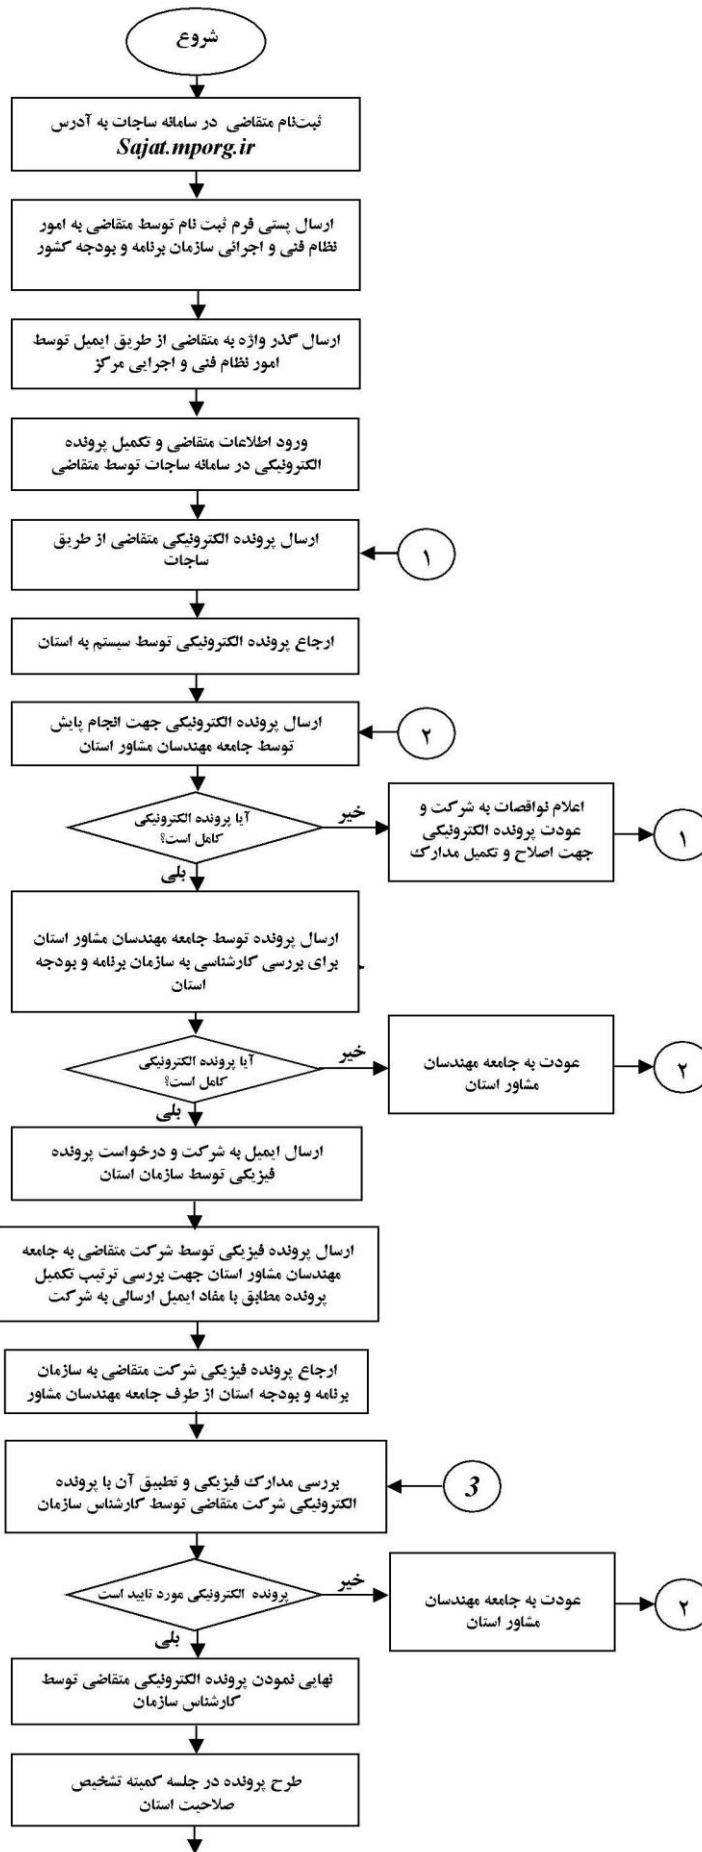 شروع
ثبت‌نام متقاضی در سامانه ساجات به آدرس
Sajat.mporg.ir
ارسال پستی فرم ثبت نام توسط متقاضی به امور
نظام فنی و اجرائی سازمان برنامه و بودجه کشور
ارسال گذر واژه به متقاضی از طریق ایمیل توسط
امور نظام فنی و اجرایی مرکز
ورود اطلاعات متقاضی و تکمیل پرونده
الکترونیکی در سامانه ساجات توسط متقاضی
ارسال پرونده الکترونیکی متقاضی از طریق
ساجات
۱
ارجاع پرونده الکترونیکی توسط سیستم به استان
ارسال پرونده الکترونیکی جهت انجام پایش
توسط جامعه مهندسان مشاور استان
۲
آیا پرونده الکترونیکی
کامل است؟
خیر
اعلام نواقصات به شرکت و
عودت پرونده الکترونیکی
جهت اصلاح و تکمیل مدارک
۱
بلی
ارسال پرونده توسط جامعه مهندسان مشاور استان
برای بررسی کارشناسی به سازمان برنامه و بودجه
استان
آیا پرونده الکترونیکی
کامل است؟
خیر
عودت به جامعه مهندسان
مشاور استان
۲
بلی
ارسال ایمیل به شرکت و درخواست پرونده
فیزیکی توسط سازمان استان
ارسال پرونده فیزیکی توسط شرکت متقاضی به جامعه
مهندسان مشاور استان جهت بررسی ترتیب تکمیل
پرونده مطابق با مفاد ایمیل ارسالی به شرکت
ارجاع پرونده فیزیکی شرکت متقاضی به سازمان
برنامه و بودجه استان از طرف جامعه مهندسان مشاور
بررسی مدارک فیزیکی و تطبیق آن با پرونده
الکترونیکی شرکت متقاضی توسط کارشناس سازمان
3
پرونده الکترونیکی مورد تایید است
خیر
عودت به جامعه مهندسان
مشاور استان
۲
بلی
نهایی نمودن پرونده الکترونیکی متقاضی توسط
کارشناس سازمان
طرح پرونده در جلسه کمیته تشخیص
صلاحیت استان